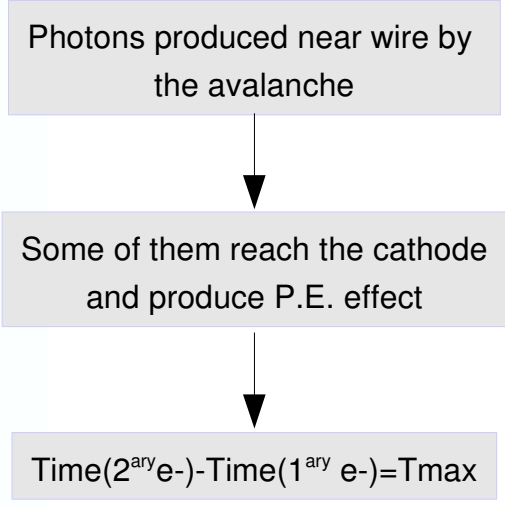 Photons produced near wire by
the avalanche
Some of them reach the cathode
and produce P.E. effect
Time(2ᵃʳʸe-)-Time(1ᵃʳʸ e-)=Tmax